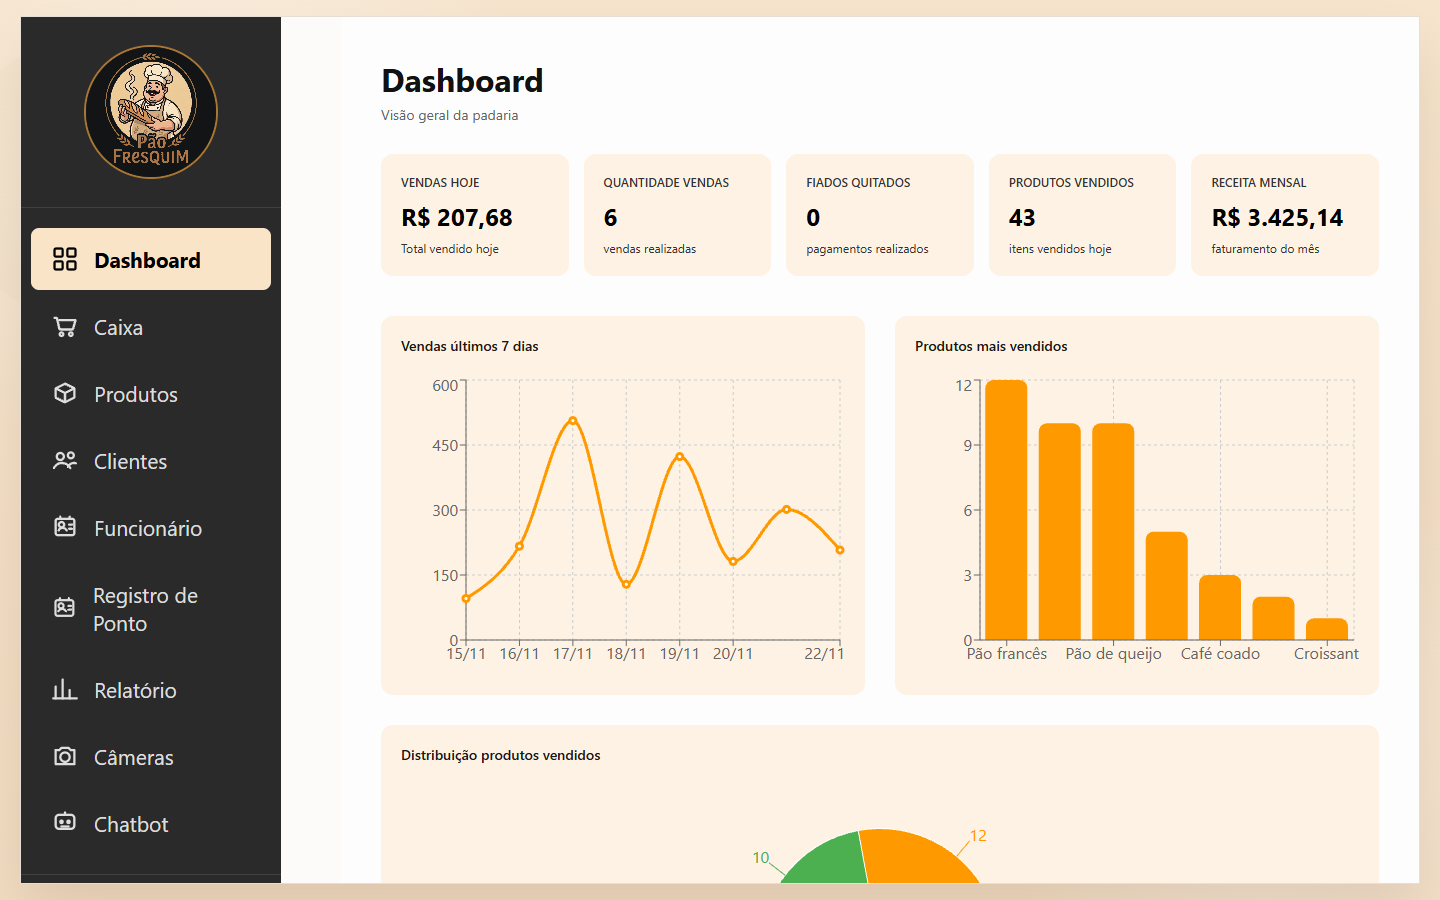 Pão
FRESQUIM
Dashboard
Caixa
Produtos
Clientes
Funcionário
Registro de
Ponto
Relatório
Câmeras
Chatbot
Dashboard
Visão geral da padaria
VENDAS HOJE
R$ 207,68
Total vendido hoje
QUANTIDADE VENDAS
6
vendas realizadas
FIADOS QUITADOS
0
pagamentos realizados
PRODUTOS VENDIDOS
43
itens vendidos hoje
RECEITA MENSAL
R$ 3.425,14
faturamento do mês
Vendas últimos 7 dias
600
450
300
150
0
15/11 16/11 17/11 18/11 19/11 20/11 22/11
Produtos mais vendidos
12
9
6
3
0
Pão francês Pão de queijo Café coado Croissant
Distribuição produtos vendidos
10
12